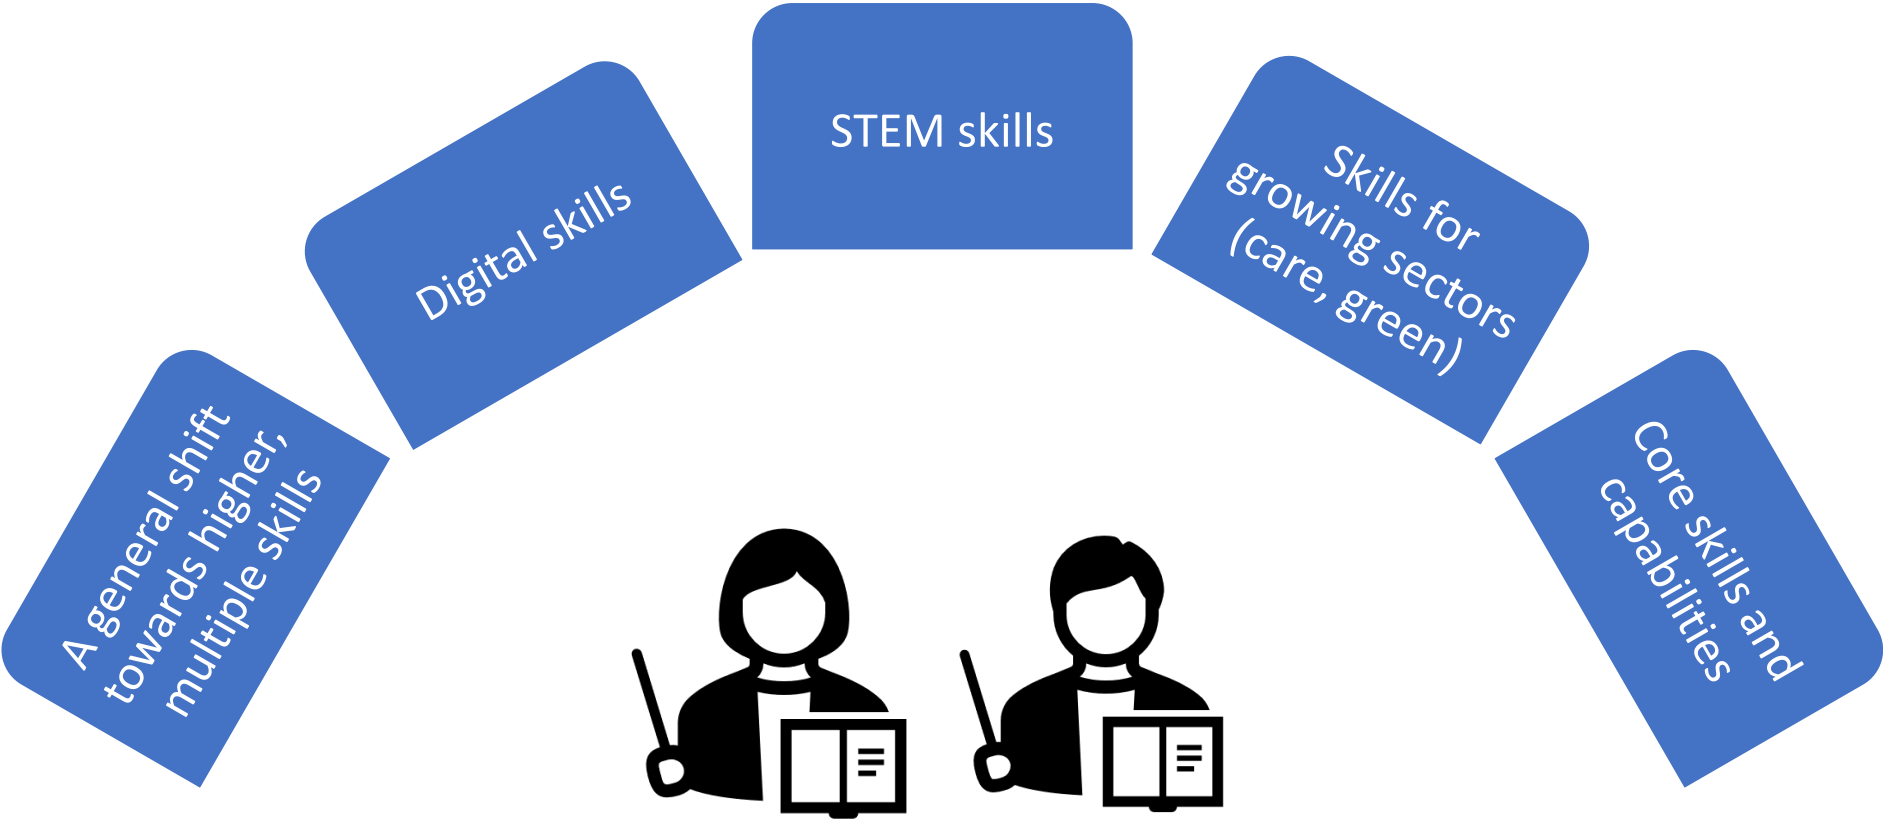 A general shift
towards higher,
multiple skills
Digital skills
STEM skills
Skills for
growing sectors
(care, green)
Core skills and
capabilities